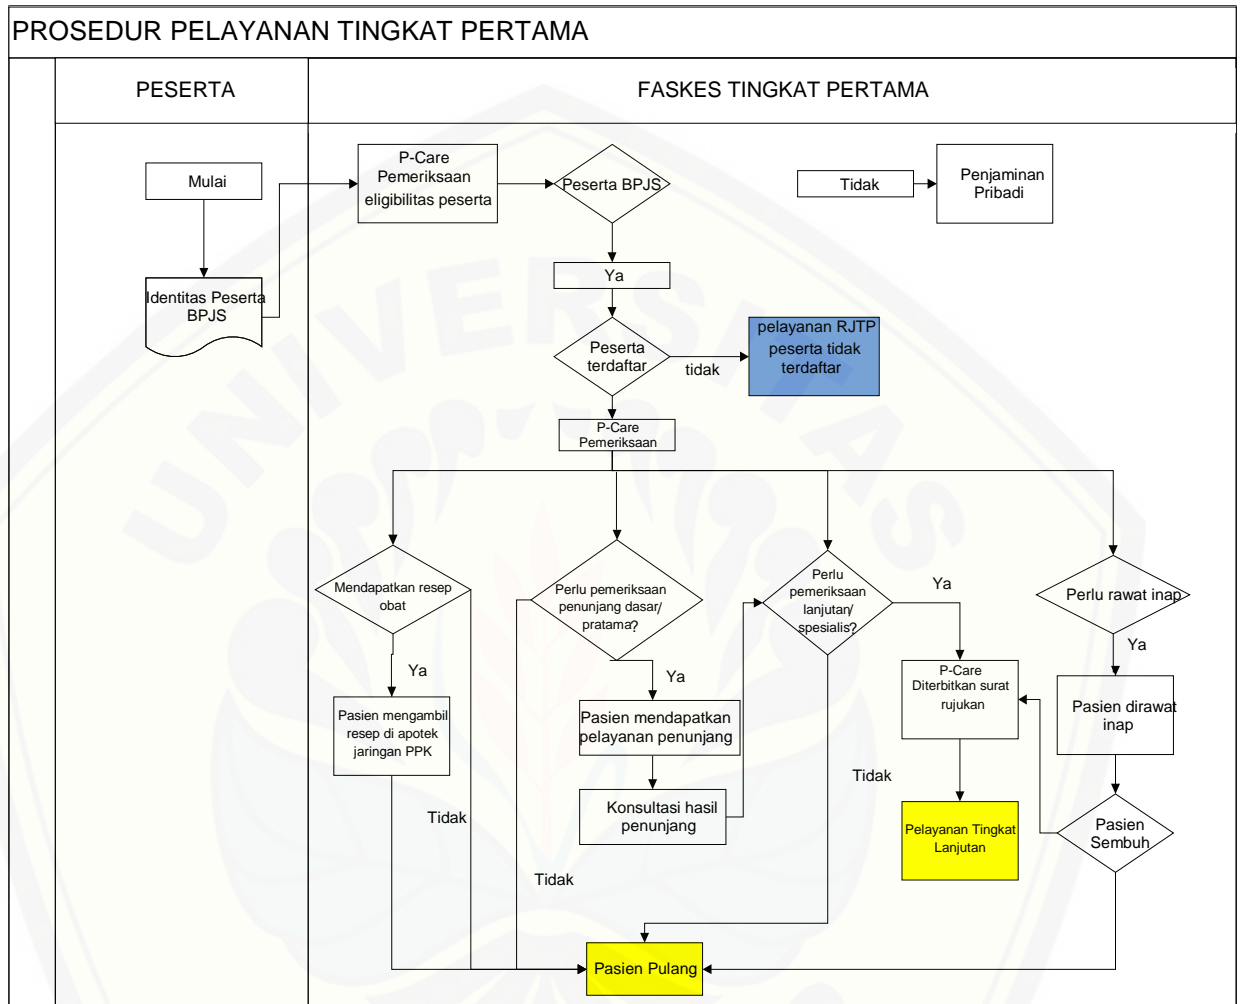 PROSEDUR PELAYANAN TINGKAT PERTAMA
PESERTA
FASKES TINGKAT PERTAMA
Mulai
Identitas Peserta
BPJS
P-Care
Pemeriksaan
eligibilitas peserta
Peserta BPJS
Tidak
Penjaminan
Pribadi
Ya
Peserta
terdaftar
tidak
pelayanan RJTP
peserta tidak
terdaftar
P-Care
Pemeriksaan
Mendapatkan resep
obat
Ya
Pasien mengambil
resep di apotek
jaringan PPK
Tidak
Perlu pemeriksaan
penunjang dasar/
pratama?
Ya
Pasien mendapatkan
pelayanan penunjang
Konsultasi hasil
penunjang
Tidak
Perlu
pemeriksaan
lanjutan/
spesialis?
Ya
P-Care
Diterbitkan surat
rujukan
Tidak
Pelayanan Tingkat
Lanjutan
Perlu rawat inap
Ya
Pasien dirawat
inap
Pasien
Sembuh
Pasien Pulang
UNIVERSITAS